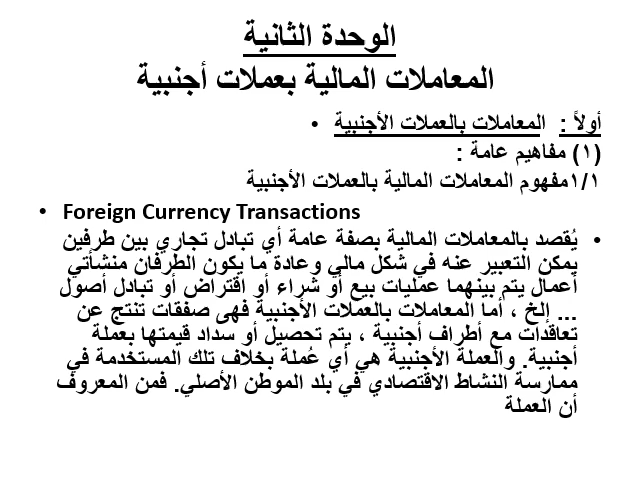 الوحدة الثانية
المعاملات المالية بعملات أجنبية
أولاً : المعاملات بالعملات الأجنبية •
(١) مفاهيم عامة :
١/١مفهوم المعاملات المالية بالعملات الأجنبية
• Foreign Currency Transactions
• يُقصد بالمعاملات المالية بصفة عامة أي تبادل تجاري بين طرفين
يمكن التعبير عنه في شكل مالي وعادة ما يكون الطرفان منشأتي
أعمال يتم بينهما عمليات بيع أو شراء أو اقتراض أو تبادل أصول
... إلخ ، أما المعاملات بالعملات الأجنبية فهى صفقات تنتج عن
تعاقدات مع أطراف أجنبية ، يتم تحصيل أو سداد قيمتها بعملة
أجنبية. والعملة الأجنبية هي أي عُملة بخلاف تلك المستخدمة في
ممارسة النشاط الاقتصادي في بلد الموطن الأصلي. فمن المعروف
أن العملة